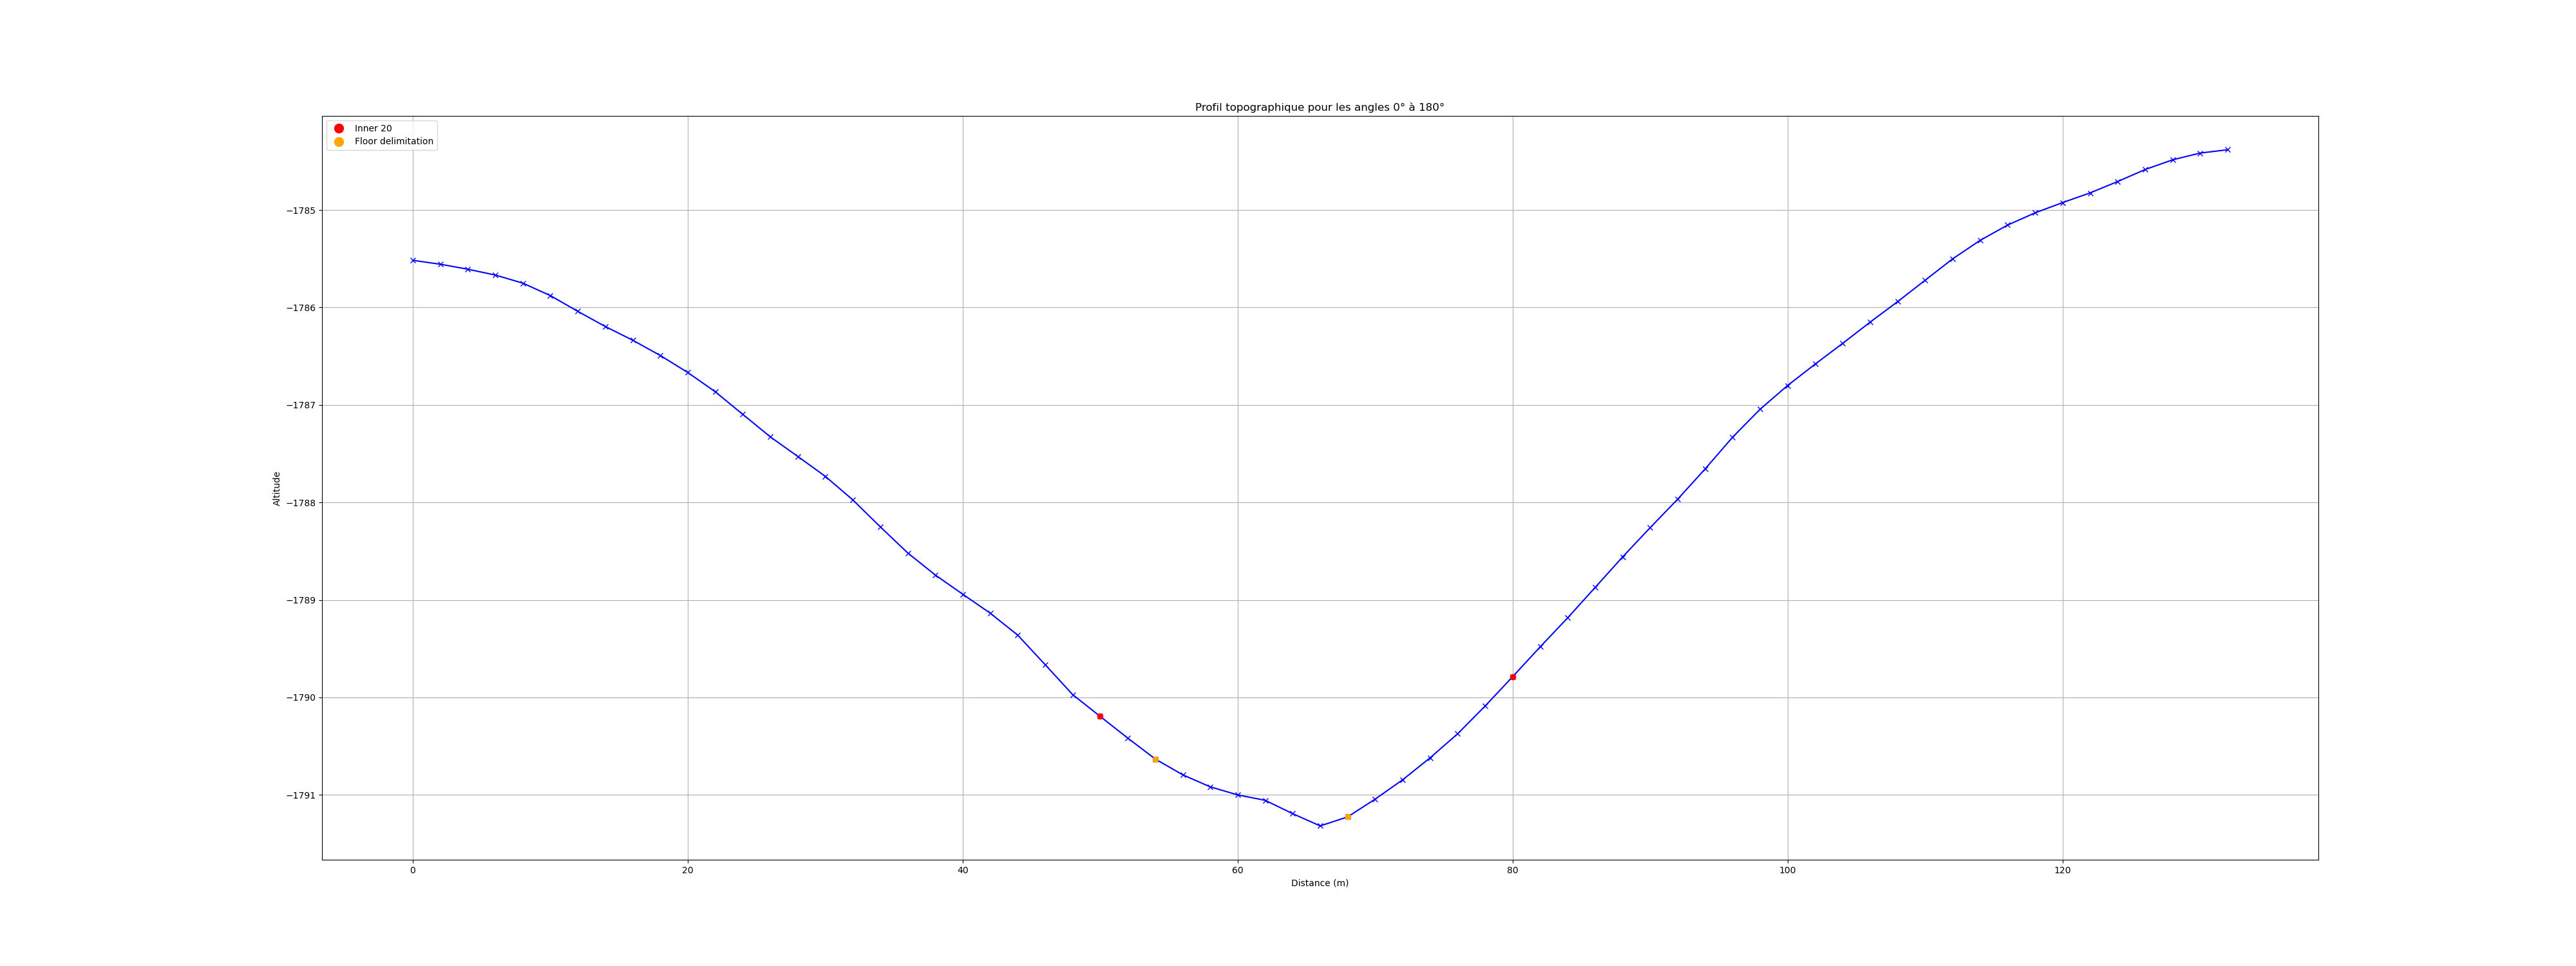 Profil topographique pour les angles 0° à 180°
Inner 20
Floor delimitation
−1785
−1786
−1787
−1788
−1789
−1790
−1791
Altitude
0 20 40 60 80 100 120
Distance (m)